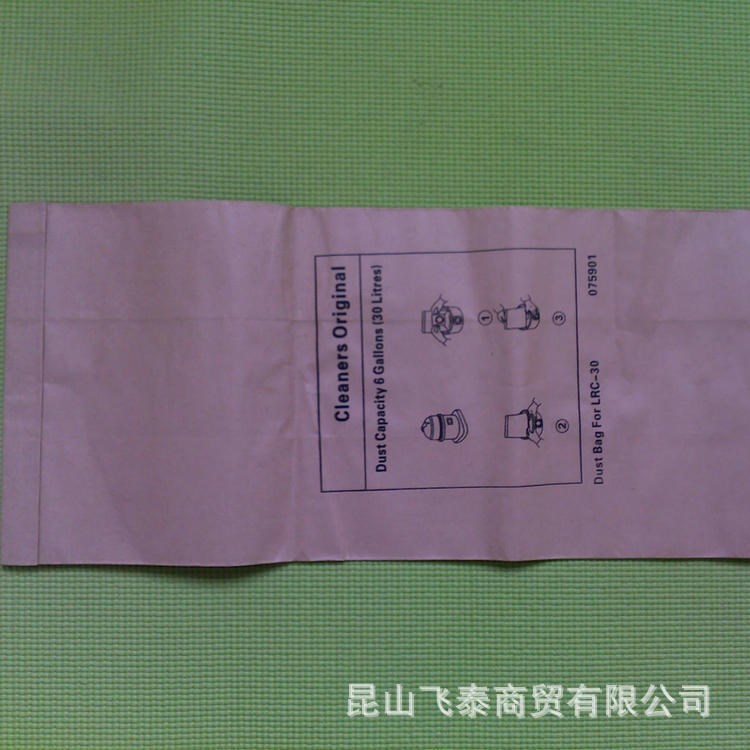 Cleaners Original
Dust Capacity 6 Gallons (30 Litres)
①
②
③
Dust Bag For LRC-30
075901
昆山飞泰商贸有限公司